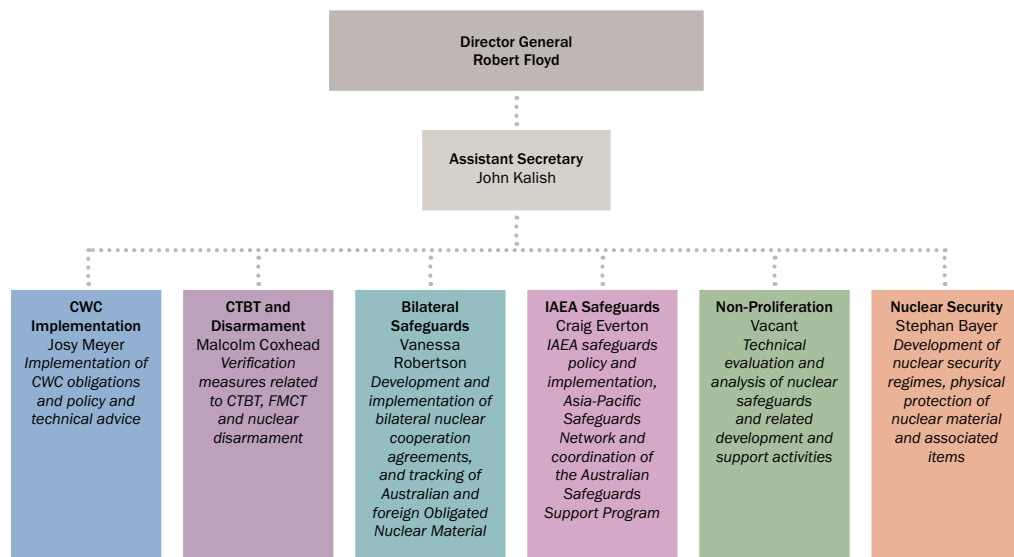 Director General
Robert Floyd
Assistant Secretary
John Kalish
CWC
Implementation
Josy Meyer
Implementation of
CWC obligations
and policy and
technical advice
CTBT and
Disarmament
Malcolm Coxhead
Verification
measures related
to CTBT, FMCT
and nuclear
disarmament
Bilateral
Safeguards
Vanessa
Robertson
Development and
implementation of
bilateral nuclear
cooperation
agreements,
and tracking of
Australian and
foreign Obligated
Nuclear Material
IAEA Safeguards
Craig Everton
IAEA safeguards
policy and
implementation,
Asia-Pacific
Safeguards
Network and
coordination of
the Australian
Safeguards
Support Program
Non-Proliferation
Vacant
Technical
evaluation and
analysis of nuclear
safeguards
and related
development and
support activities
Nuclear Security
Stephan Bayer
Development of
nuclear security
regimes, physical
protection of
nuclear material
and associated
items